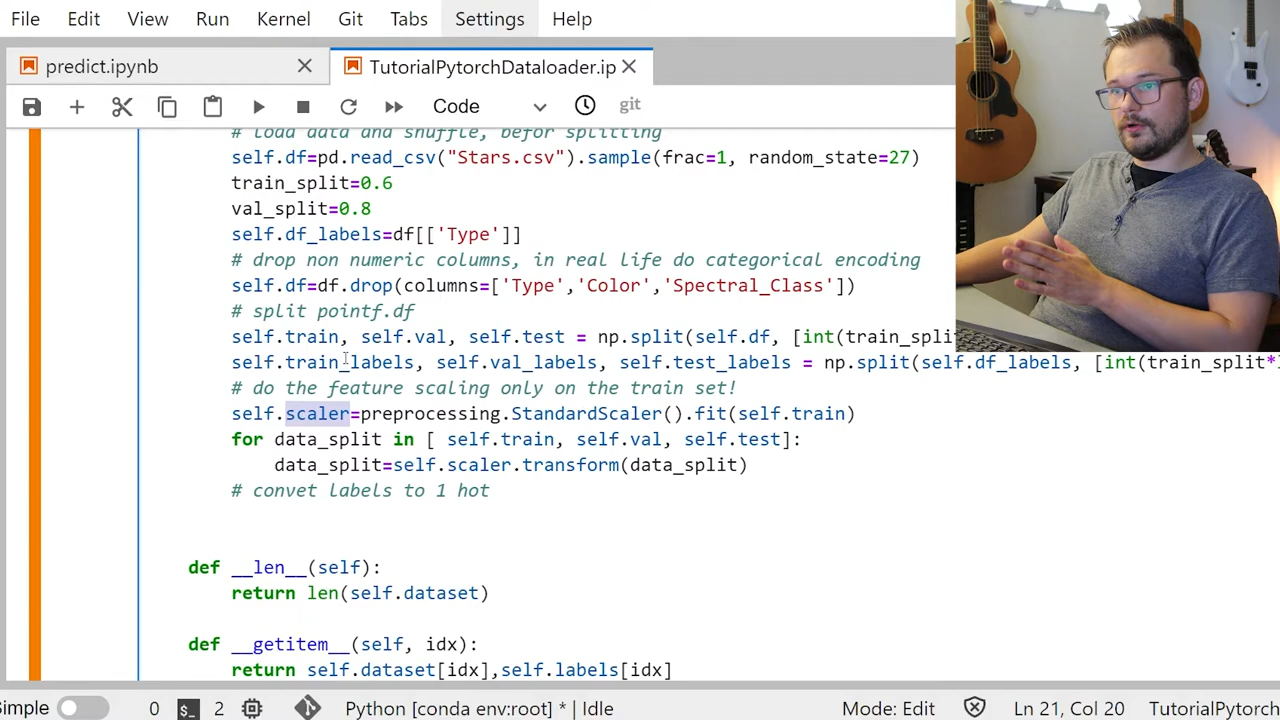 File Edit View Run Kernel Git Tabs Settings Help
predict.ipynb TutorialPytorchDataloader.ip
Code git
# load data and shuffle, befor splitting
self.df=pd.read_csv("Stars.csv").sample(frac=1, random_state=27)
train_split=0.6
val_split=0.8
self.df_labels=df[['Type']]
# drop non numeric columns, in real life do categorical encoding
self.df=df.drop(columns=['Type','Color','Spectral_Class'])
# split pointf.df
self.train, self.val, self.test = np.split(self.df, [int(train_split
self.train_labels, self.val_labels, self.test_labels = np.split(self.df_labels, [int(train_split*
# do the feature scaling only on the train set!
self.scaler=preprocessing.StandardScaler().fit(self.train)
for data_split in [ self.train, self.val, self.test]:
data_split=self.scaler.transform(data_split)
# convet labels to 1 hot
def __len__(self):
return len(self.dataset)
def __getitem__(self, idx):
return self.dataset[idx],self.labels[idx]
Simple 0 2 Python [conda env:root] * | Idle Mode: Edit Ln 21, Col 20 TutorialPytorch